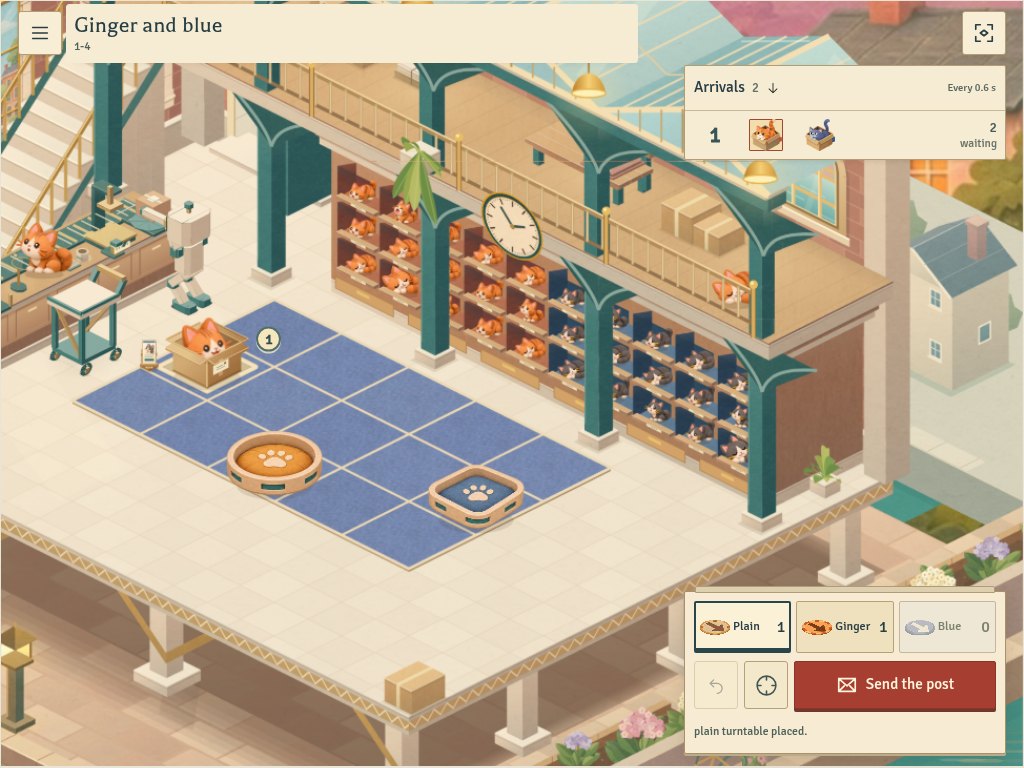 Ginger and blue
1-4
Arrivals 2
Every 0.6 s
1
2
waiting
1
Plain 1
Ginger 1
Blue 0
Send the post
plain turntable placed.